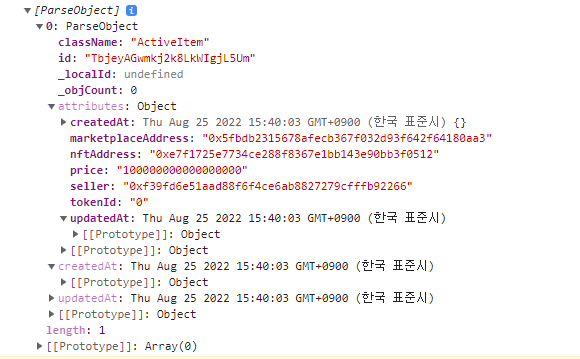 [ParseObject] i
0: ParseObject
className: "ActiveItem"
id: "TbjeyAGwmkj2k8LkWIgjL5Um"
_localId: undefined
_objCount: 0
attributes: Object
createdAt: Thu Aug 25 2022 15:40:03 GMT+0900 (한국 표준시) {}
marketplaceAddress: "0x5fbdb2315678afecb367f032d93f642f64180aa3"
nftAddress: "0xe7f1725e7734ce288f8367e1bb143e90bb3f0512"
price: "100000000000000000"
seller: "0xf39fd6e51aad88f6f4ce6ab8827279cfffb92266"
tokenId: "0"
updatedAt: Thu Aug 25 2022 15:40:03 GMT+0900 (한국 표준시)
[[Prototype]]: Object
[[Prototype]]: Object
createdAt: Thu Aug 25 2022 15:40:03 GMT+0900 (한국 표준시)
[[Prototype]]: Object
updatedAt: Thu Aug 25 2022 15:40:03 GMT+0900 (한국 표준시)
[[Prototype]]: Object
length: 1
[[Prototype]]: Array(0)